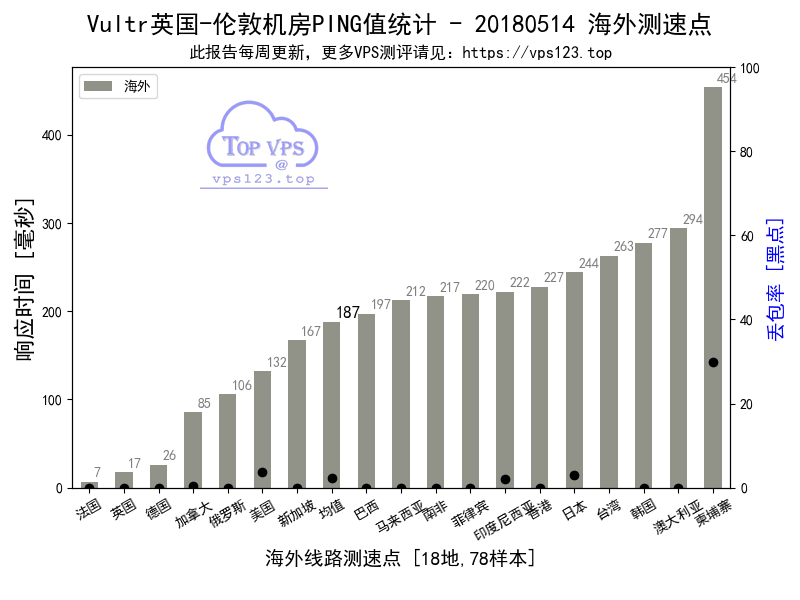 Vultr英国-伦敦机房PING值统计 - 20180514 海外测速点
此报告每周更新, 更多VPS测评请见: https://vps123.top
海外
TOP VPS
@
vps123.top
响应时间 [毫秒]
0
100
200
300
400
7
17
26
85
106
132
167
187
197
212
217
220
222
227
244
263
277
294
454
0
20
40
60
80
100
丢包率 [黑点]
法国
英国
德国
加拿大
俄罗斯
美国
新加坡
均值
巴西
马来西亚
南非
菲律宾
印度尼西亚
香港
日本
台湾
韩国
澳大利亚
柬埔寨
海外线路测速点 [18地,78样本]